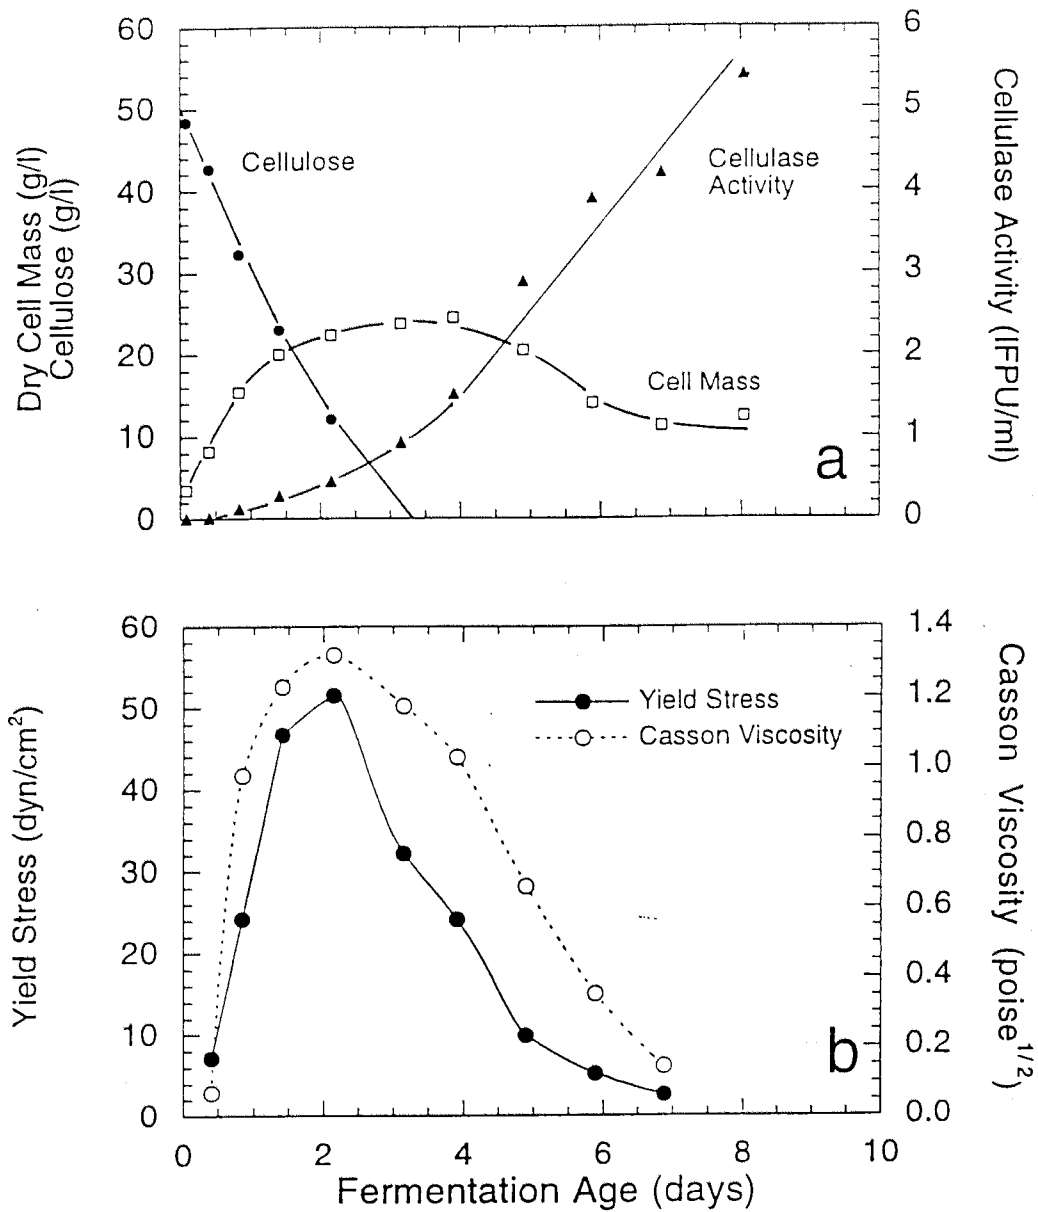 60
50
40
30
20
10
0
Dry Cell Mass (g/l)
Cellulose (g/l)
6
5
4
3
2
1
0
Cellulase Activity (IFPU/ml)
Cellulose
Cellulase
Activity
Cell Mass
a
60
50
40
30
20
10
0
Yield Stress (dyn/cm²)
1.4
1.2
1.0
0.8
0.6
0.4
0.2
0.0
Casson Viscosity (poise^1/2)
Yield Stress
Casson Viscosity
b
0 2 4 6 8 10
Fermentation Age (days)